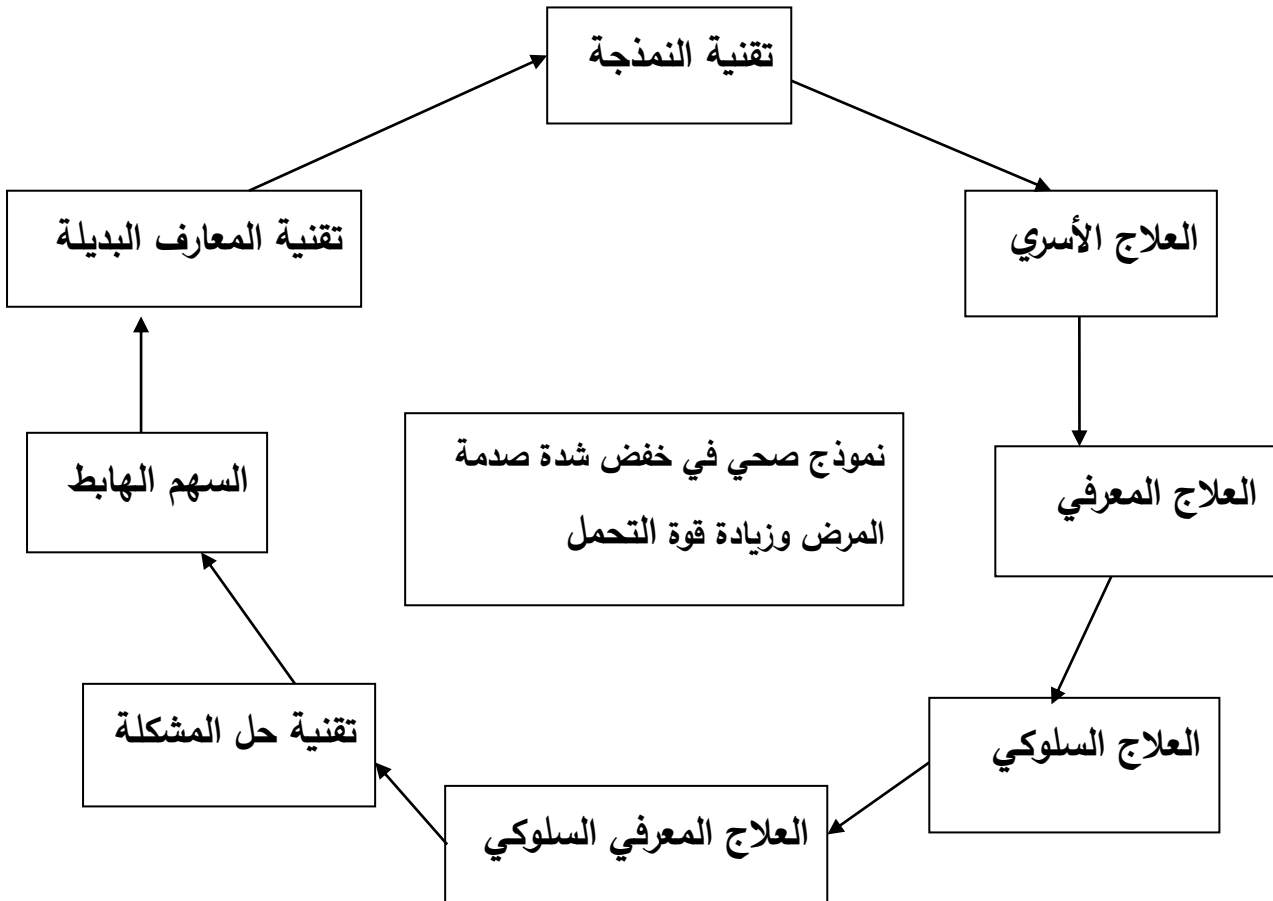 تقنية النمذجة
العلاج الأسري
تقنية المعارف البديلة
نموذج صحي في خفض شدة صدمة
المرض وزيادة قوة التحمل
السهم الهابط
العلاج المعرفي
العلاج السلوكي
تقنية حل المشكلة
العلاج المعرفي السلوكي